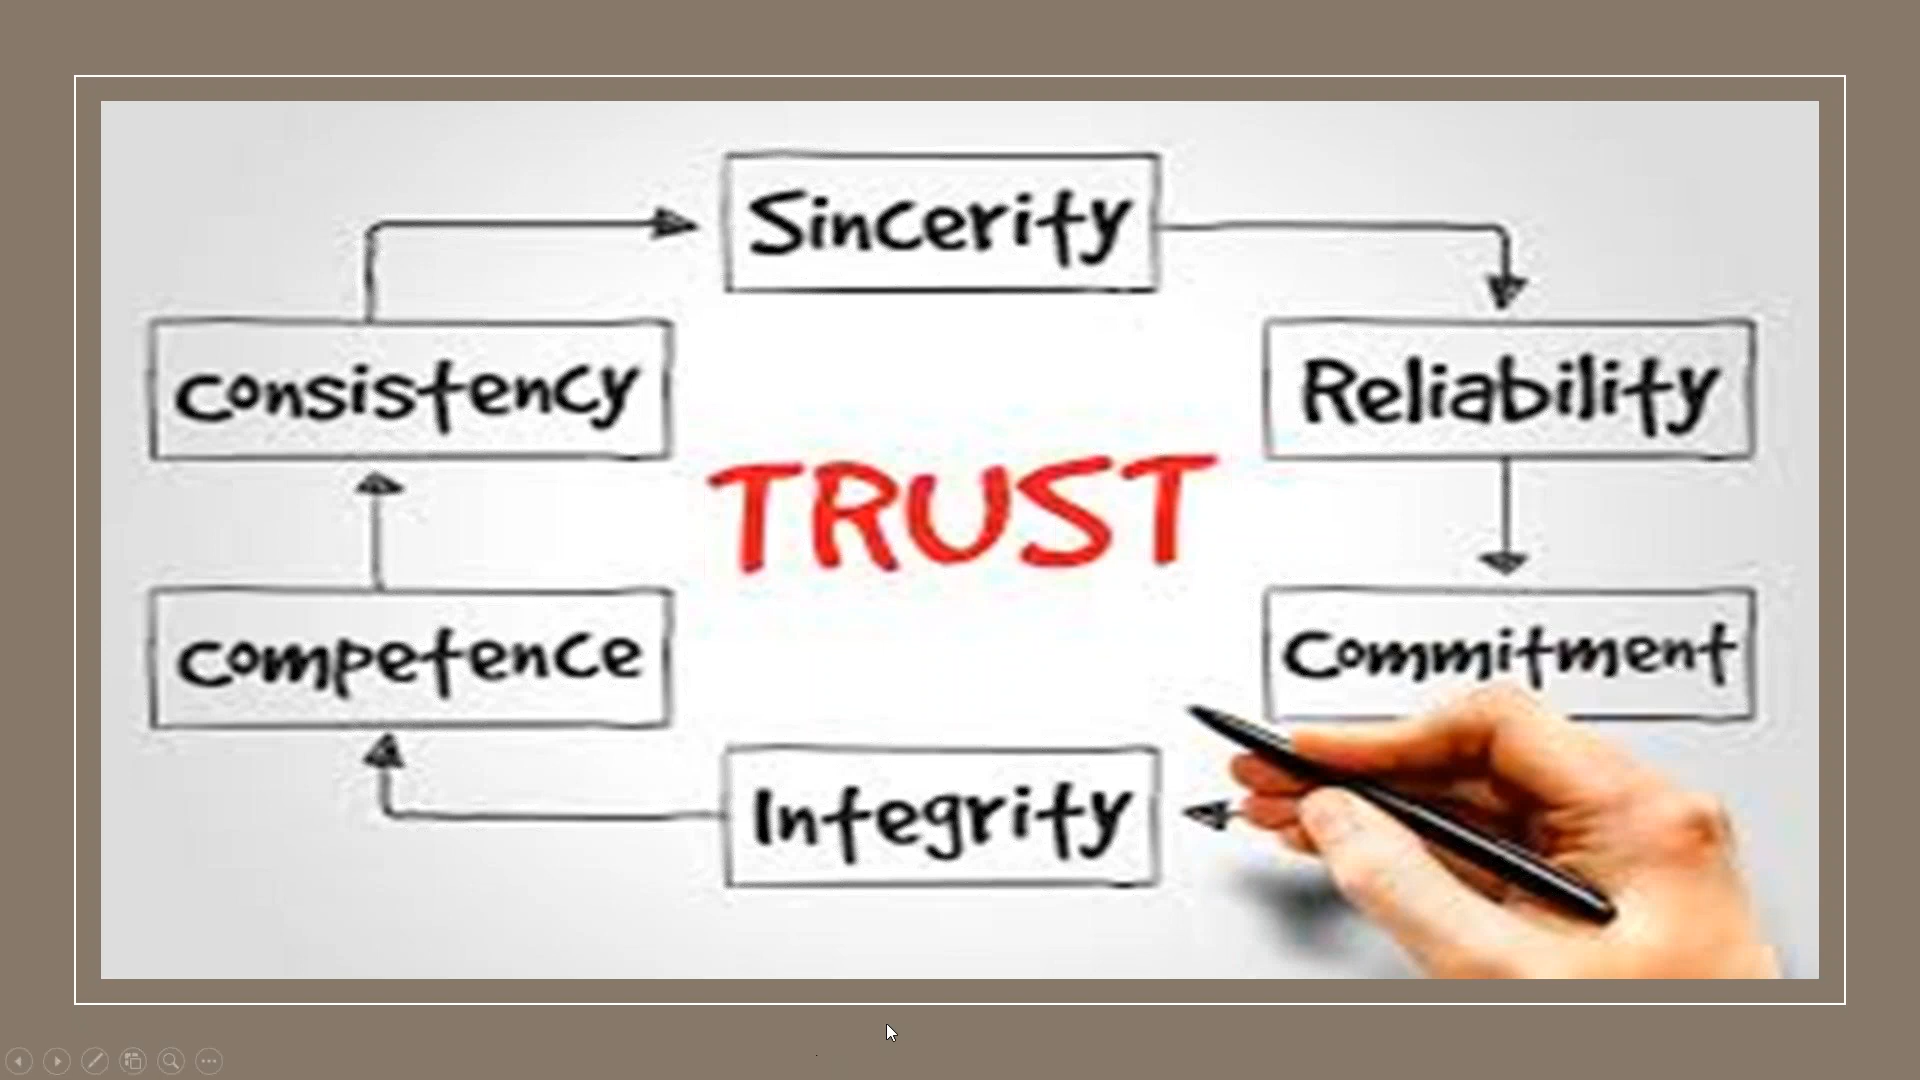 Sincerity
Consistency
Reliability
TRUST
Competence
Commitment
Integrity